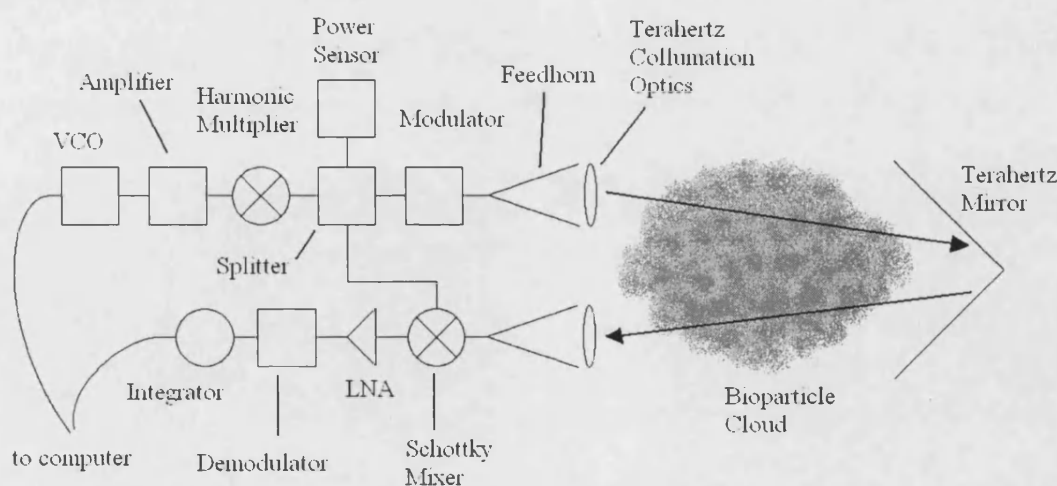 Power
Sensor
Terahertz
Collumation
Optics
Amplifier
Harmonic
Multiplier
Feedhorn
Modulator
VCO
Terahertz
Mirror
Splitter
Integrator
LNA
Bioparticle
Cloud
to computer
Demodulator
Schottky
Mixer